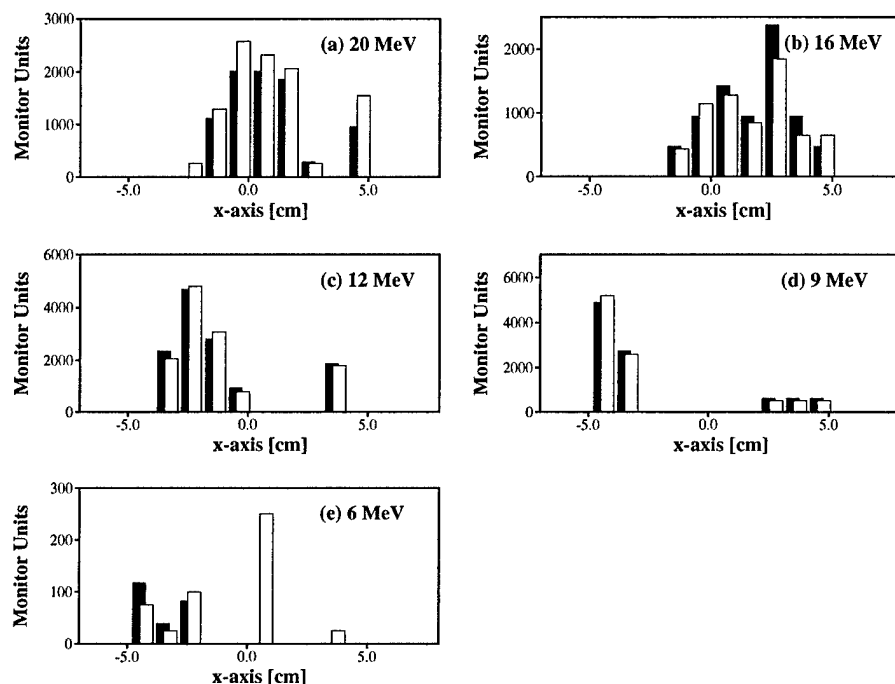 3000
2000
1000
0
Monitor Units
(a) 20 MeV
-5.0 0.0 5.0
x-axis [cm]
2000
1000
0
Monitor Units
(b) 16 MeV
-5.0 0.0 5.0
x-axis [cm]
6000
4000
2000
0
Monitor Units
(c) 12 MeV
-5.0 0.0 5.0
x-axis [cm]
6000
4000
2000
0
Monitor Units
(d) 9 MeV
-5.0 0.0 5.0
x-axis [cm]
300
200
100
0
Monitor Units
(e) 6 MeV
-5.0 0.0 5.0
x-axis [cm]